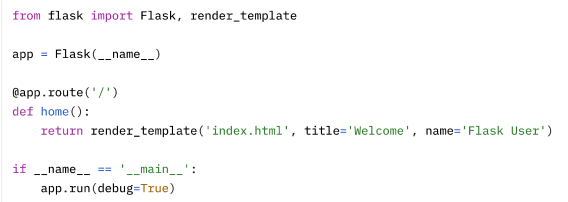 from flask import Flask, render_template
app = Flask(__name__)
@app.route('/')
def home():
    return render_template('index.html', title='Welcome', name='Flask User')
if __name__ == '__main__':
    app.run(debug=True)